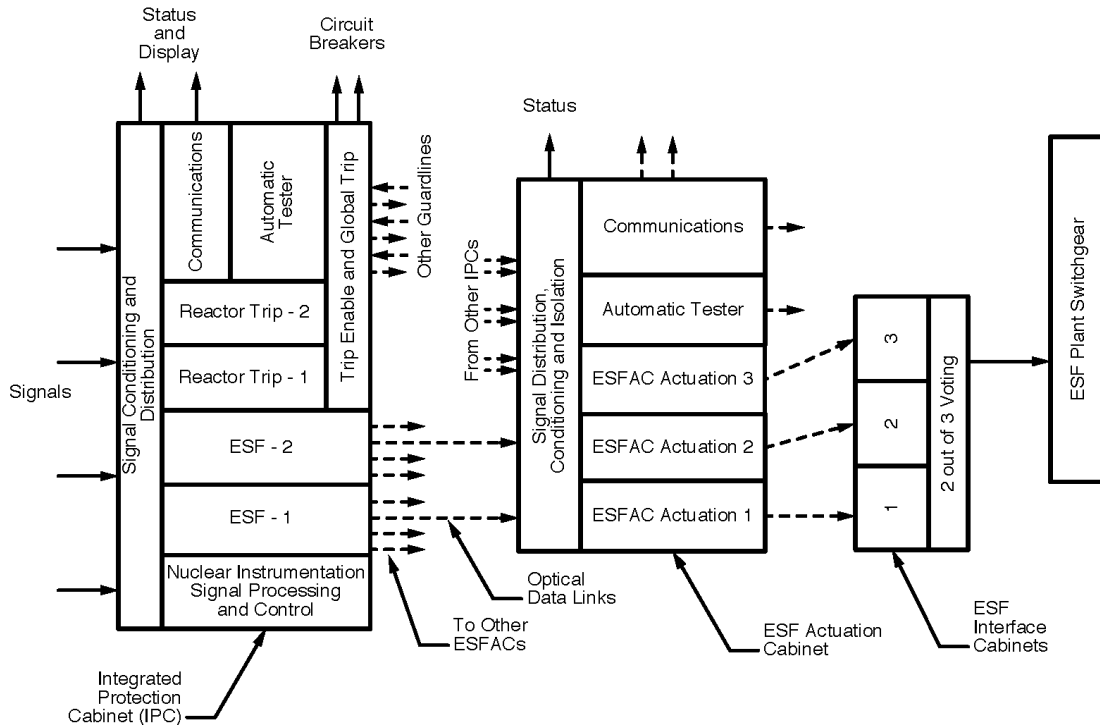 Status
and
Display
Circuit
Breakers
Signals
Signal Conditioning and
Distribution
Communications
Automatic
Tester
Trip Enable and Global Trip
Other Guardlines
Reactor Trip - 2
Reactor Trip - 1
ESF - 2
ESF - 1
Nuclear Instrumentation
Signal Processing
and Control
Integrated
Protection
Cabinet (IPC)
To Other
ESFACs
Optical
Data Links
Status
From Other IPCs
Signal Distribution,
Conditioning and Isolation
Communications
Automatic Tester
ESFAC Actuation 3
ESFAC Actuation 2
ESFAC Actuation 1
ESF Actuation
Cabinet
3
2
1
2 out of 3 Voting
ESF
Interface
Cabinets
ESF Plant Switchgear